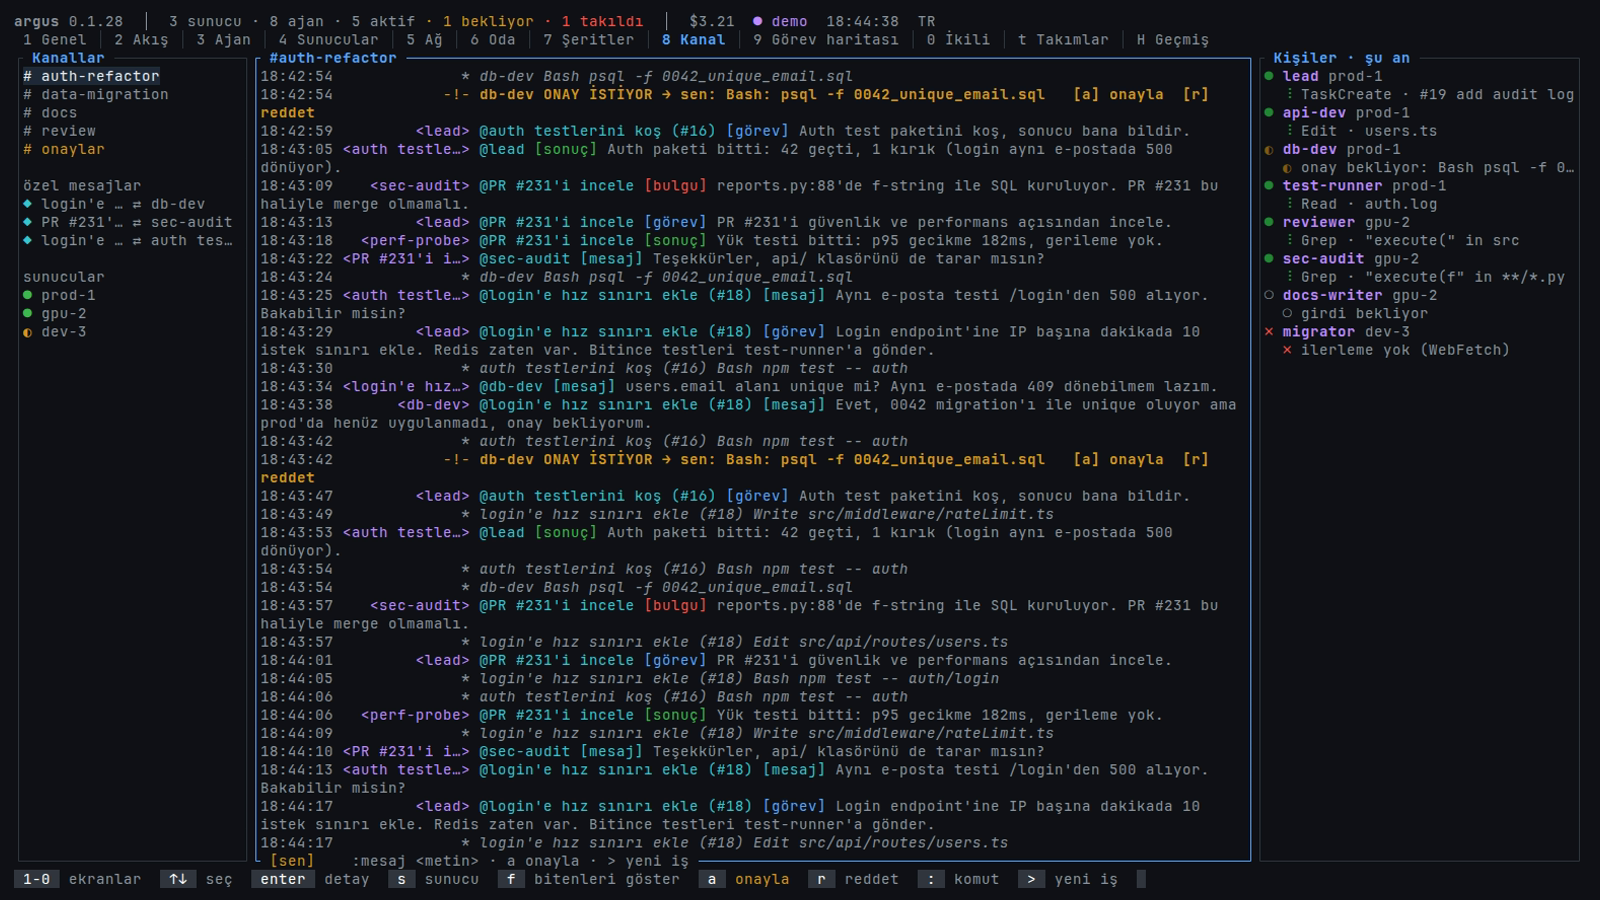 argus 0.1.28 │ 3 sunucu · 8 ajan · 5 aktif · 1 bekliyor · 1 takıldı │ $3.21 ● demo 18:44:38 TR
1 Genel │ 2 Akış │ 3 Ajan │ 4 Sunucular │ 5 Ağ │ 6 Oda │ 7 Şeritler │ 8 Kanal │ 9 Görev haritası │ 0 İkili │ t Takımlar │ H Geçmiş
Kanallar
# auth-refactor
# data-migration
# docs
# review
# onaylar
özel mesajlar
◆ login'e … ⇄ db-dev
◆ PR #231'… ⇄ sec-audit
◆ login'e … ⇄ auth tes…
sunucular
● prod-1
● gpu-2
◐ dev-3
#auth-refactor
18:42:54 * db-dev Bash psql -f 0042_unique_email.sql
18:42:54 -!- db-dev ONAY İSTİYOR → sen: Bash: psql -f 0042_unique_email.sql [a] onayla [r]
reddet
18:42:59 <lead> @auth testlerini koş (#16) [görev] Auth test paketini koş, sonucu bana bildir.
18:43:05 <auth testle…> @lead [sonuç] Auth paketi bitti: 42 geçti, 1 kırık (login aynı e-postada 500
dönüyor).
18:43:09 <sec-audit> @PR #231'i incele [bulgu] reports.py:88'de f-string ile SQL kuruluyor. PR #231 bu
haliyle merge olmamalı.
18:43:13 <lead> @PR #231'i incele [görev] PR #231'i güvenlik ve performans açısından incele.
18:43:18 <perf-probe> @PR #231'i incele [sonuç] Yük testi bitti: p95 gecikme 182ms, gerileme yok.
18:43:22 <PR #231'i i…> @sec-audit [mesaj] Teşekkürler, api/ klasörünü de tarar mısın?
18:43:24 * db-dev Bash psql -f 0042_unique_email.sql
18:43:25 <auth testle…> @login'e hız sınırı ekle (#18) [mesaj] Aynı e-posta testi /login'den 500 alıyor.
Bakabilir misin?
18:43:29 <lead> @login'e hız sınırı ekle (#18) [görev] Login endpoint'ine IP başına dakikada 10
istek sınırı ekle. Redis zaten var. Bitince testleri test-runner'a gönder.
18:43:30 * auth testlerini koş (#16) Bash npm test -- auth
18:43:34 <login'e hız…> @db-dev [mesaj] users.email alanı unique mi? Aynı e-postada 409 dönebilmem lazım.
18:43:38 <db-dev> @login'e hız sınırı ekle (#18) [mesaj] Evet, 0042 migration'ı ile unique oluyor ama
prod'da henüz uygulanmadı, onay bekliyorum.
18:43:42 * auth testlerini koş (#16) Bash npm test -- auth
18:43:42 -!- db-dev ONAY İSTİYOR → sen: Bash: psql -f 0042_unique_email.sql [a] onayla [r]
reddet
18:43:47 <lead> @auth testlerini koş (#16) [görev] Auth test paketini koş, sonucu bana bildir.
18:43:49 * login'e hız sınırı ekle (#18) Write src/middleware/rateLimit.ts
18:43:53 <auth testle…> @lead [sonuç] Auth paketi bitti: 42 geçti, 1 kırık (login aynı e-postada 500
dönüyor).
18:43:54 * auth testlerini koş (#16) Bash npm test -- auth
18:43:54 * db-dev Bash psql -f 0042_unique_email.sql
18:43:57 <sec-audit> @PR #231'i incele [bulgu] reports.py:88'de f-string ile SQL kuruluyor. PR #231 bu
haliyle merge olmamalı.
18:43:57 * login'e hız sınırı ekle (#18) Edit src/api/routes/users.ts
18:44:01 <lead> @PR #231'i incele [görev] PR #231'i güvenlik ve performans açısından incele.
18:44:05 * login'e hız sınırı ekle (#18) Bash npm test -- auth/login
18:44:06 * auth testlerini koş (#16) Bash npm test -- auth
18:44:06 <perf-probe> @PR #231'i incele [sonuç] Yük testi bitti: p95 gecikme 182ms, gerileme yok.
18:44:09 * login'e hız sınırı ekle (#18) Write src/middleware/rateLimit.ts
18:44:10 <PR #231'i i…> @sec-audit [mesaj] Teşekkürler, api/ klasörünü de tarar mısın?
18:44:13 <auth testle…> @login'e hız sınırı ekle (#18) [mesaj] Aynı e-posta testi /login'den 500 alıyor.
Bakabilir misin?
18:44:17 <lead> @login'e hız sınırı ekle (#18) [görev] Login endpoint'ine IP başına dakikada 10
istek sınırı ekle. Redis zaten var. Bitince testleri test-runner'a gönder.
18:44:17 * login'e hız sınırı ekle (#18) Edit src/api/routes/users.ts
[sen] :mesaj <metin> · a onayla · > yeni iş
Kişiler · şu an
● lead prod-1
⋮ TaskCreate · #19 add audit log
● api-dev prod-1
⋮ Edit · users.ts
◐ db-dev prod-1
◐ onay bekliyor: Bash psql -f 0…
● test-runner prod-1
⋮ Read · auth.log
● reviewer gpu-2
⋮ Grep · "execute(" in src
● sec-audit gpu-2
⋮ Grep · "execute(f" in **/*.py
○ docs-writer gpu-2
○ girdi bekliyor
✕ migrator dev-3
✕ ilerleme yok (WebFetch)
1-0 ekranlar ↑↓ seç enter detay s sunucu f bitenleri göster a onayla r reddet : komut > yeni iş